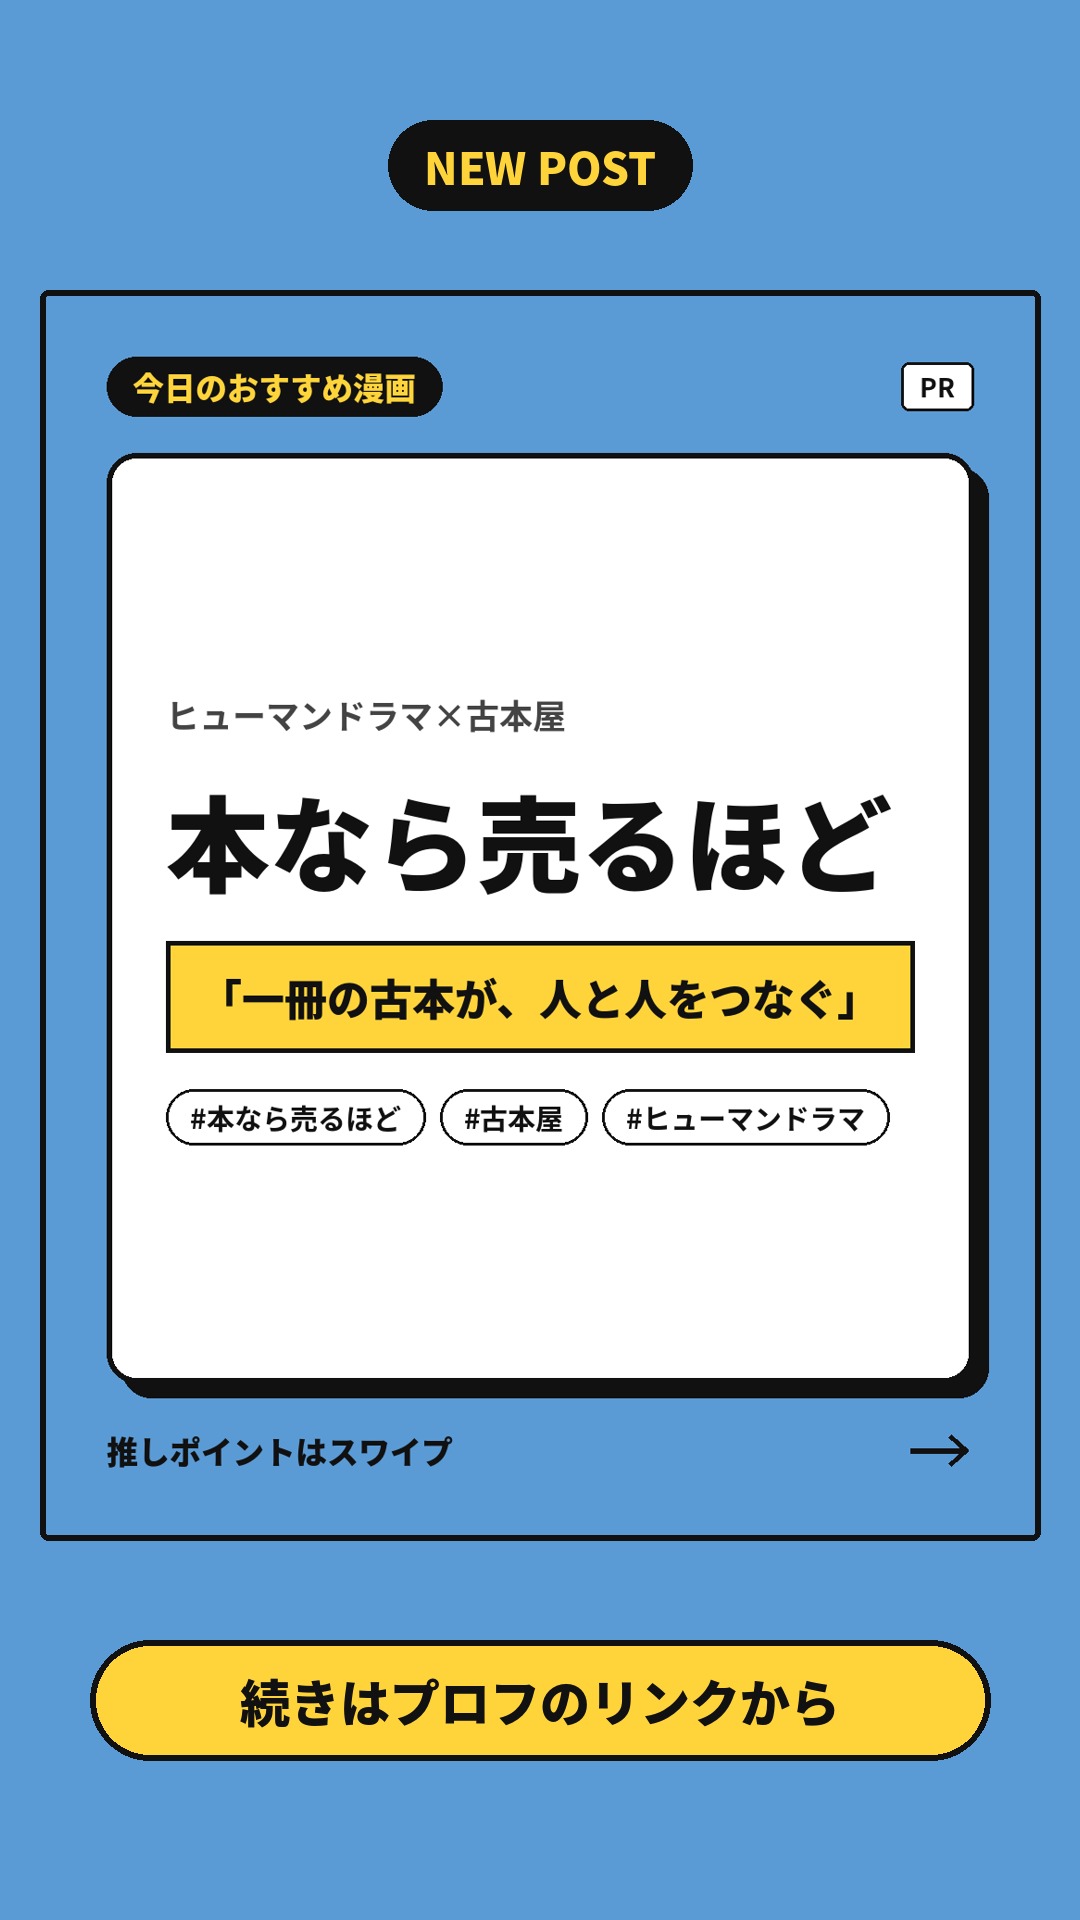 NEW POST
今日のおすすめ漫画
PR
ヒューマンドラマ×古本屋
本なら売るほど
「一冊の古本が、人と人をつなぐ」
#本なら売るほど #古本屋 #ヒューマンドラマ
推しポイントはスワイプ →
続きはプロフのリンクから